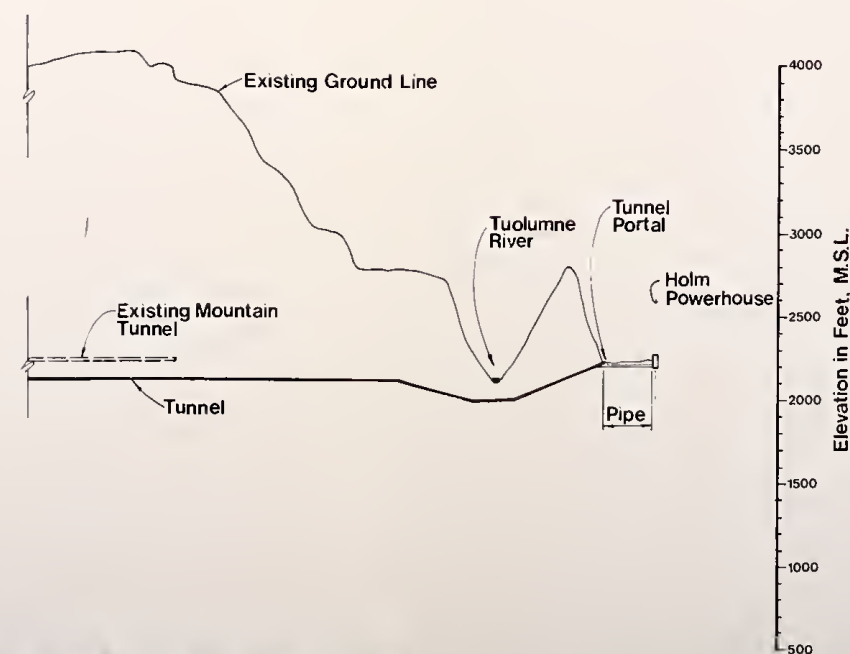 Existing Ground Line
4000
3500
Tuolumne
River
Tunnel
Portal
3000
Holm
Powerhouse
Existing Mountain
Tunnel
2500
Tunnel
2000
Pipe
1500
1000
500
Elevation in Feet, M.S.L.